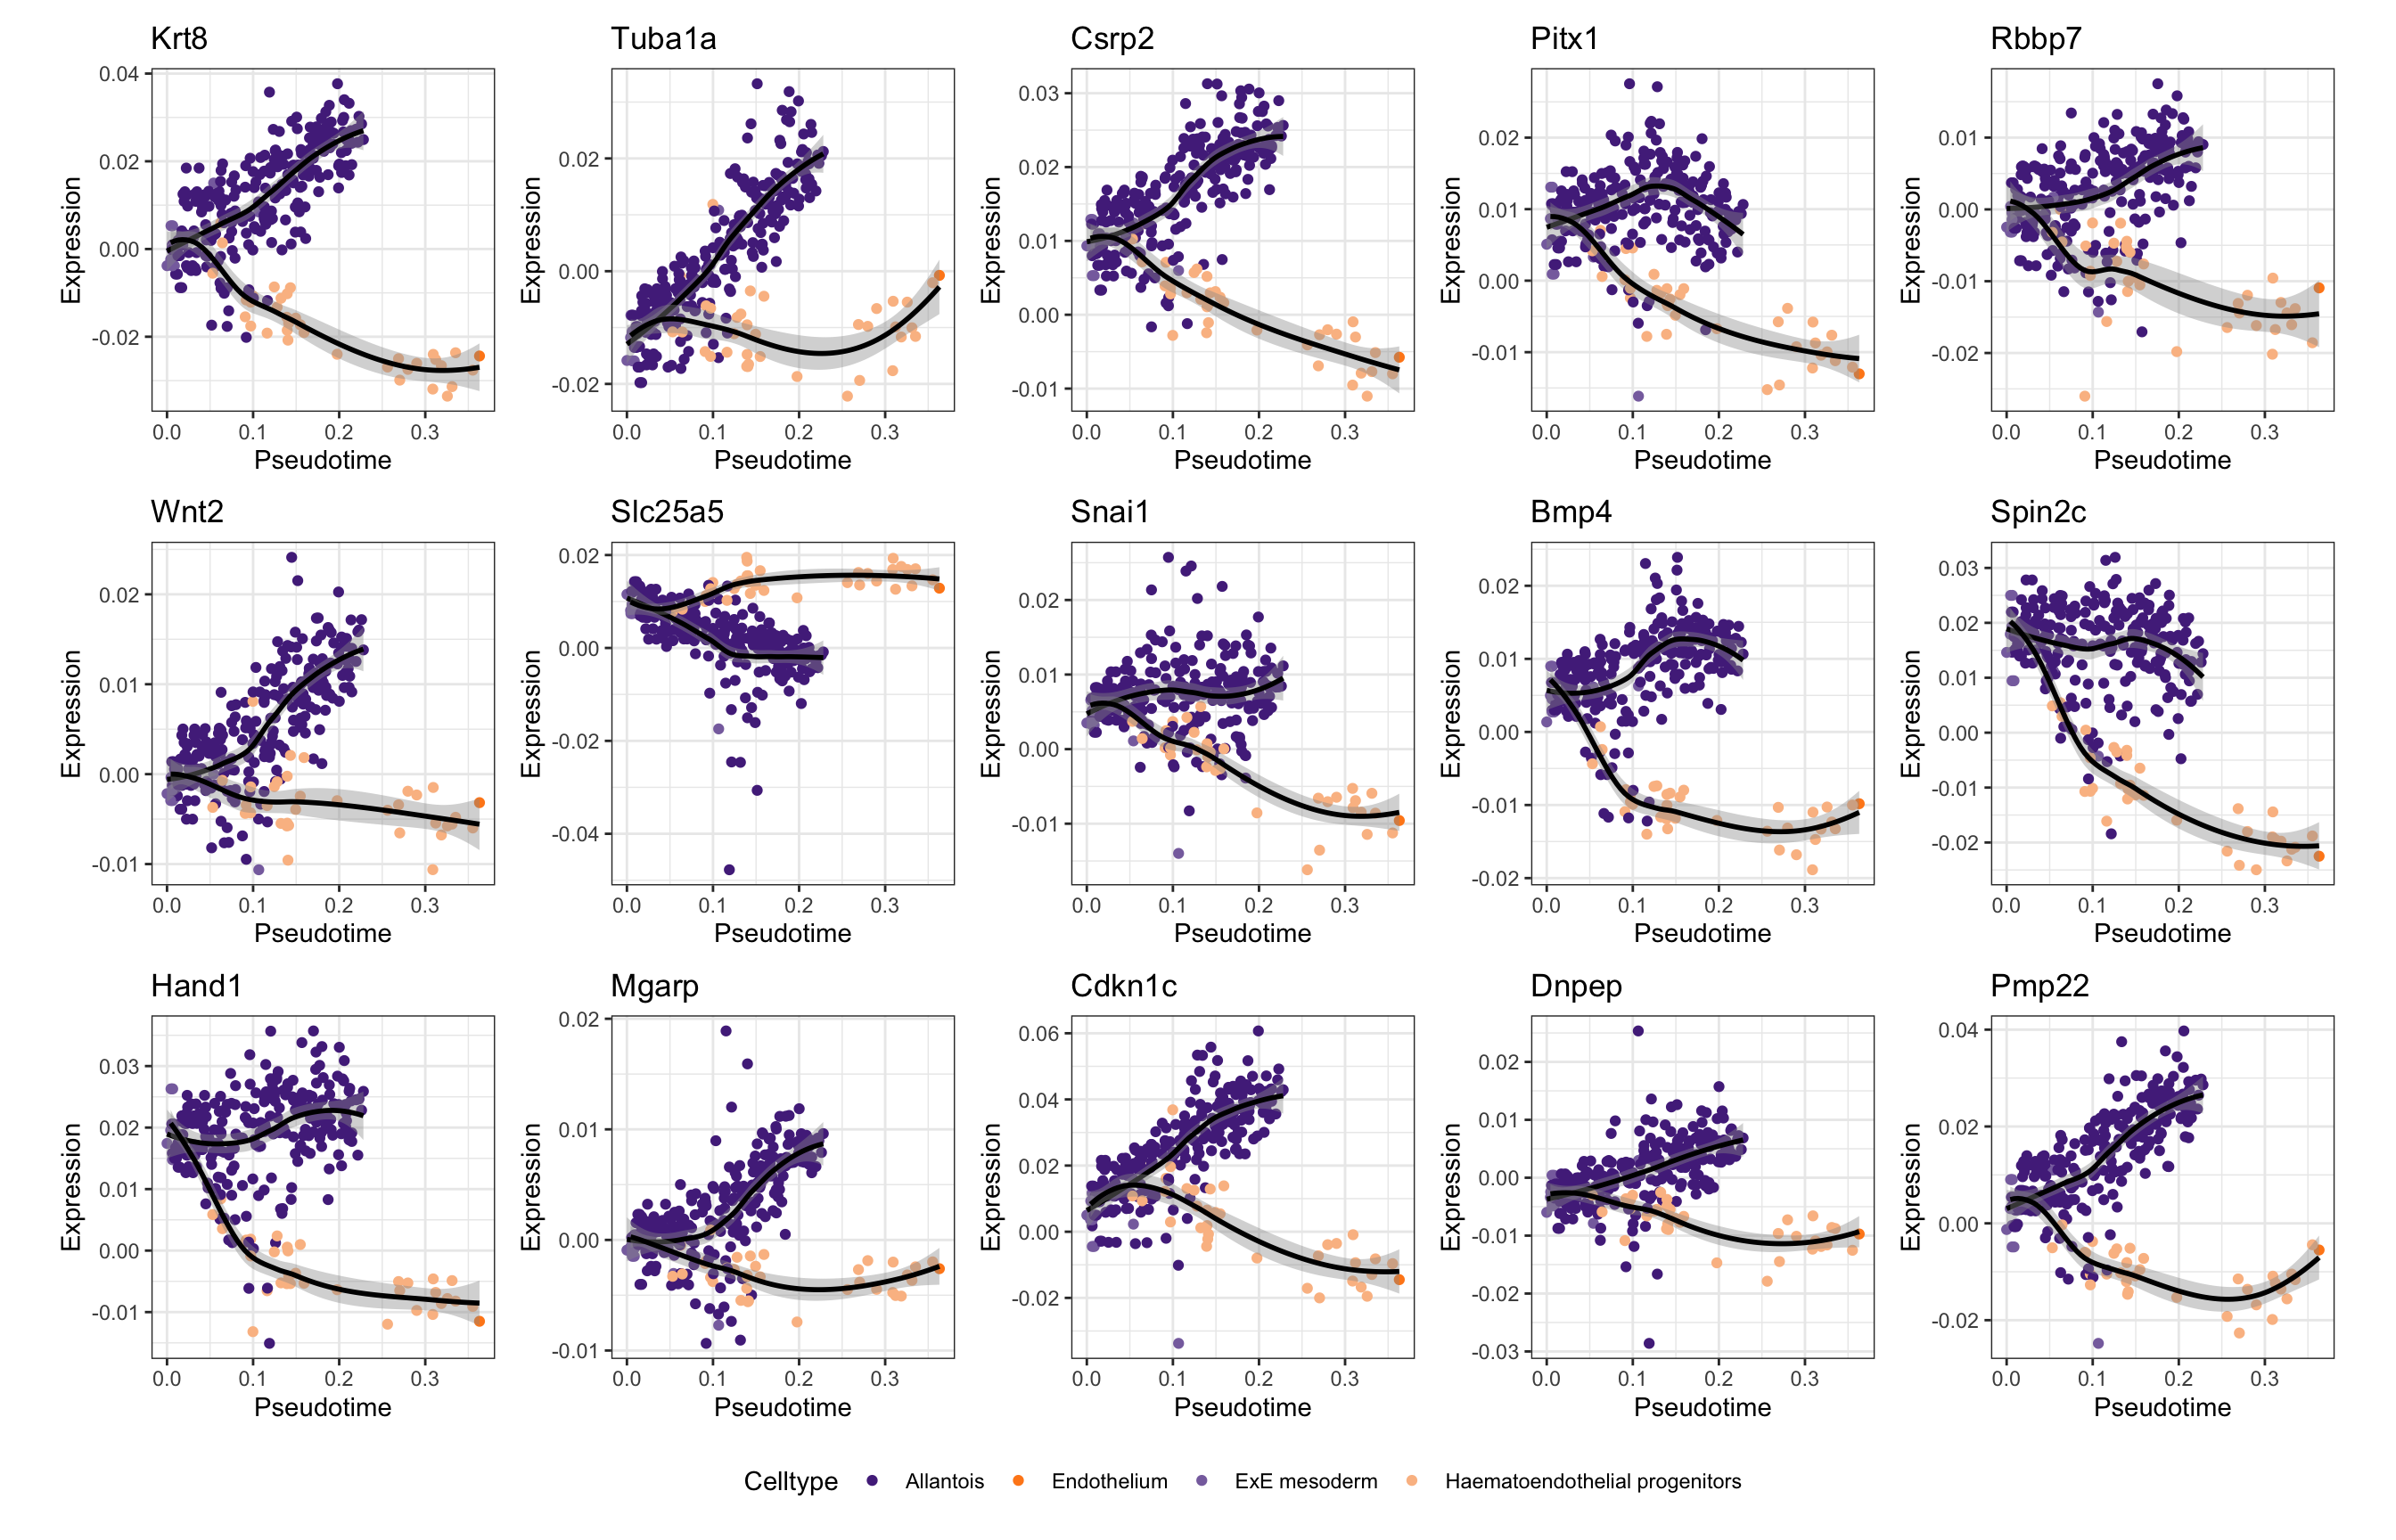 Krt8 Tuba1a Csrp2 Pitx1 Rbbp7
Expression Expression Expression Expression Expression
0.04 0.02 0.00 -0.02
0.02 0.00 -0.02
0.03 0.02 0.01 0.00 -0.01
0.02 0.01 0.00 -0.01
0.01 0.00 -0.01 -0.02
0.0 0.1 0.2 0.3 0.0 0.1 0.2 0.3 0.0 0.1 0.2 0.3 0.0 0.1 0.2 0.3 0.0 0.1 0.2 0.3
Pseudotime Pseudotime Pseudotime Pseudotime Pseudotime
Wnt2 Slc25a5 Snai1 Bmp4 Spin2c
Expression Expression Expression Expression Expression
0.02 0.01 0.00 -0.01
0.02 0.00 -0.02 -0.04
0.02 0.01 0.00 -0.01
0.02 0.01 0.00 -0.01 -0.02
0.03 0.02 0.01 0.00 -0.01 -0.02
0.0 0.1 0.2 0.3 0.0 0.1 0.2 0.3 0.0 0.1 0.2 0.3 0.0 0.1 0.2 0.3 0.0 0.1 0.2 0.3
Pseudotime Pseudotime Pseudotime Pseudotime Pseudotime
Hand1 Mgarp Cdkn1c Dnpep Pmp22
Expression Expression Expression Expression Expression
0.03 0.02 0.01 0.00 -0.01
0.02 0.01 0.00 -0.01
0.06 0.04 0.02 0.00 -0.02
0.02 0.01 0.00 -0.01 -0.02 -0.03
0.04 0.02 0.00 -0.02
0.0 0.1 0.2 0.3 0.0 0.1 0.2 0.3 0.0 0.1 0.2 0.3 0.0 0.1 0.2 0.3 0.0 0.1 0.2 0.3
Pseudotime Pseudotime Pseudotime Pseudotime Pseudotime
Celltype Allantois Endothelium ExE mesoderm Haematoendothelial progenitors